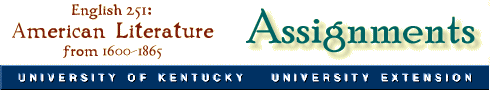 English 251:
American Literature
from 1600-1865
Assignments
UNIVERSITY OF KENTUCKY UNIVERSITY EXTENSION